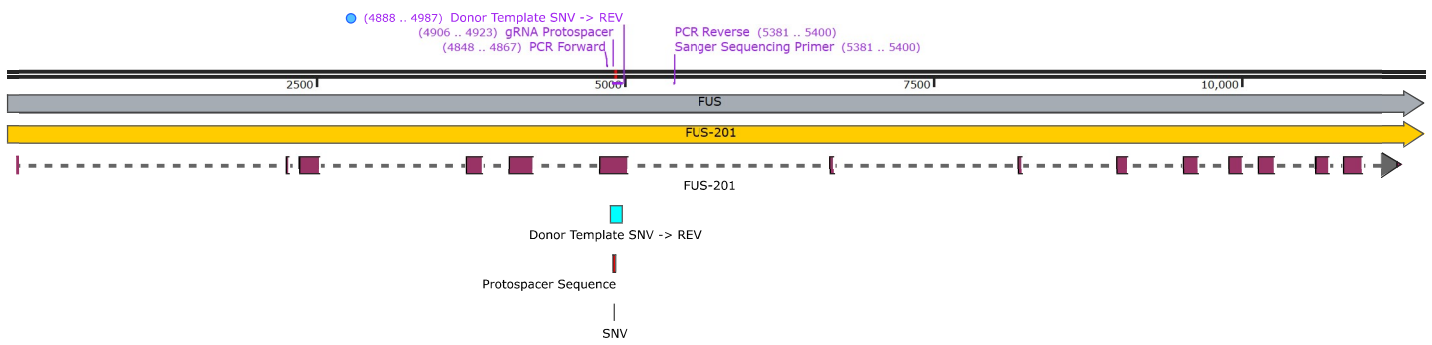 (4888 .. 4987) Donor Template SNV -> REV
(4906 .. 4923) gRNA Protospacer
PCR Reverse (5381 .. 5400)
(4848 .. 4867) PCR Forward
Sanger Sequencing Primer (5381 .. 5400)
2500
5000
7500
10,000
FUS
FUS-201
FUS-201
Donor Template SNV -> REV
Protospacer Sequence
SNV